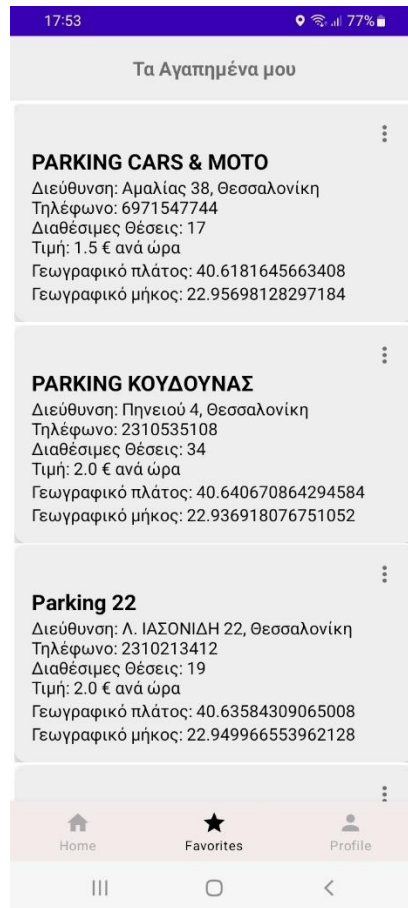 17:53
77%
Τα Αγαπημένα μου
PARKING CARS & MOTO
Διεύθυνση: Αμαλίας 38, Θεσσαλονίκη
Τηλέφωνο: 6971547744
Διαθέσιμες Θέσεις: 17
Τιμή: 1.5 € ανά ώρα
Γεωγραφικό πλάτος: 40.6181645663408
Γεωγραφικό μήκος: 22.95698128297184
PARKING ΚΟΥΔΟΥΝΑΣ
Διεύθυνση: Πηνειού 4, Θεσσαλονίκη
Τηλέφωνο: 2310535108
Διαθέσιμες Θέσεις: 34
Τιμή: 2.0 € ανά ώρα
Γεωγραφικό πλάτος: 40.640670864294584
Γεωγραφικό μήκος: 22.936918076751052
Parking 22
Διεύθυνση: Λ. ΙΑΣΟΝΙΔΗ 22, Θεσσαλονίκη
Τηλέφωνο: 2310213412
Διαθέσιμες Θέσεις: 19
Τιμή: 2.0 € ανά ώρα
Γεωγραφικό πλάτος: 40.63584309065008
Γεωγραφικό μήκος: 22.949966553962128
Home
Favorites
Profile